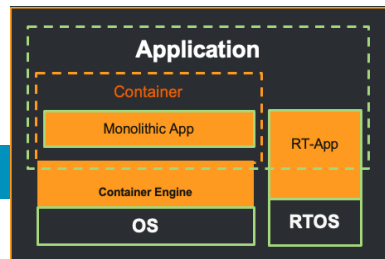 Application
Container
Monolithic App
RT-App
Container Engine
OS
RTOS